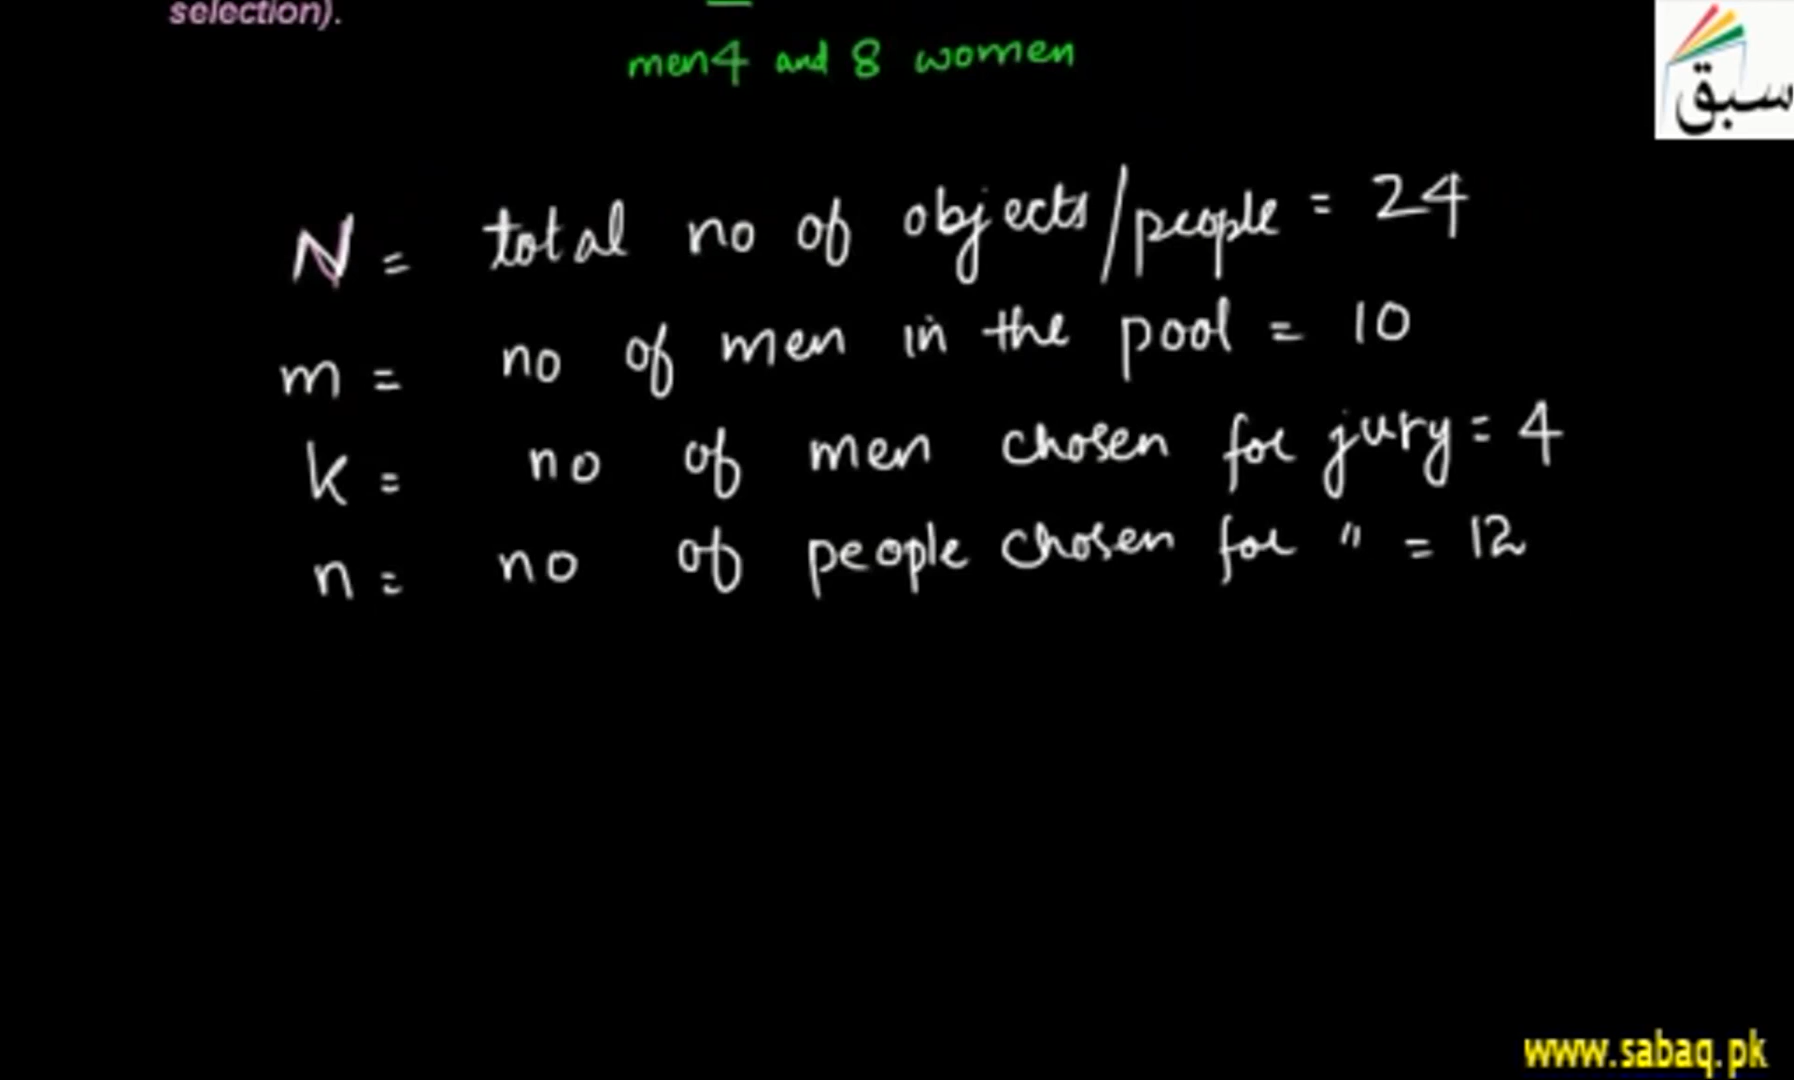 selection).
men4 and 8 women
سبق
N = total no of objects/people = 24
m = no of men in the pool = 10
k = no of men chosen for jury = 4
n = no of people chosen for " = 12
www.sabaq.pk